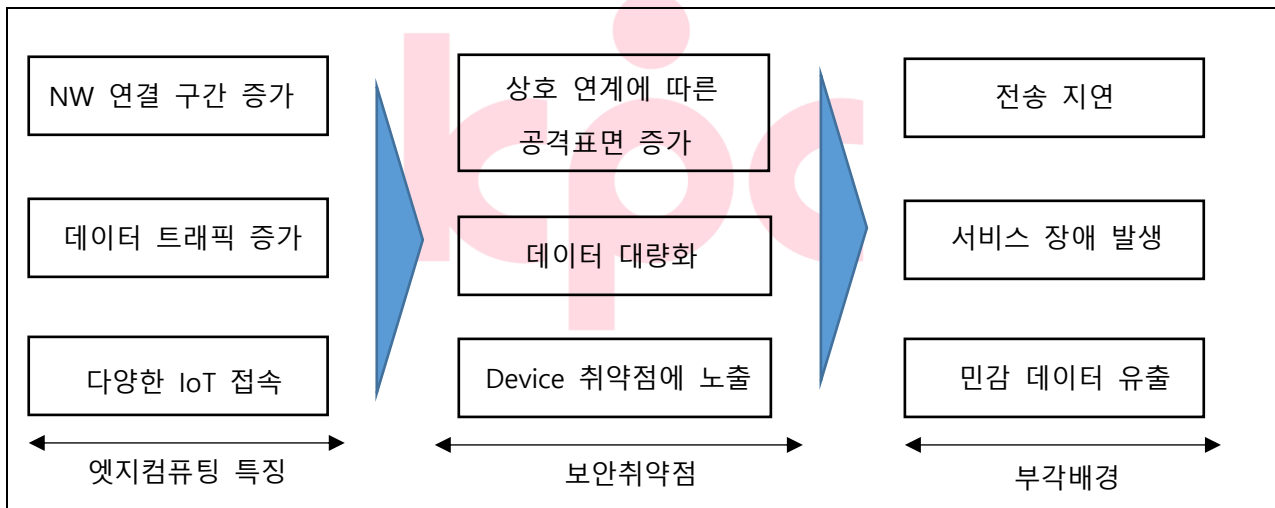 NW 연결 구간 증가
데이터 트래픽 증가
다양한 IoT 접속
엣지컴퓨팅 특징
상호 연계에 따른
공격표면 증가
데이터 대량화
Device 취약점에 노출
보안취약점
전송 지연
서비스 장애 발생
민감 데이터 유출
부각배경
kpc